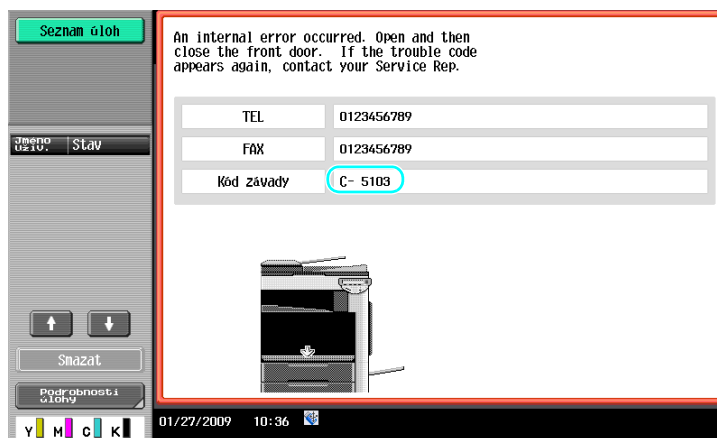 Seznam úloh
An internal error occurred. Open and then
close the front door. If the trouble code
appears again, contact your Service Rep.
TEL 0123456789
FAX 0123456789
Kód závady C- 5103
Jméno uživ. Stav
Smazat
Podrobnosti
úlohy
Y M C K
01/27/2009 10:36